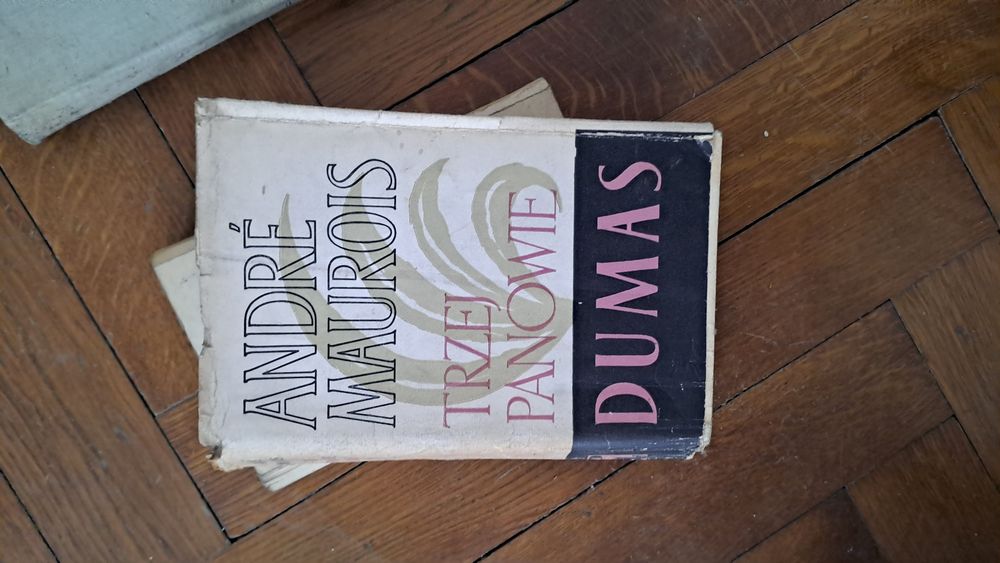 ANDRÉ
MAUROIS
TRZEJ
PANOWIE
DUMAS